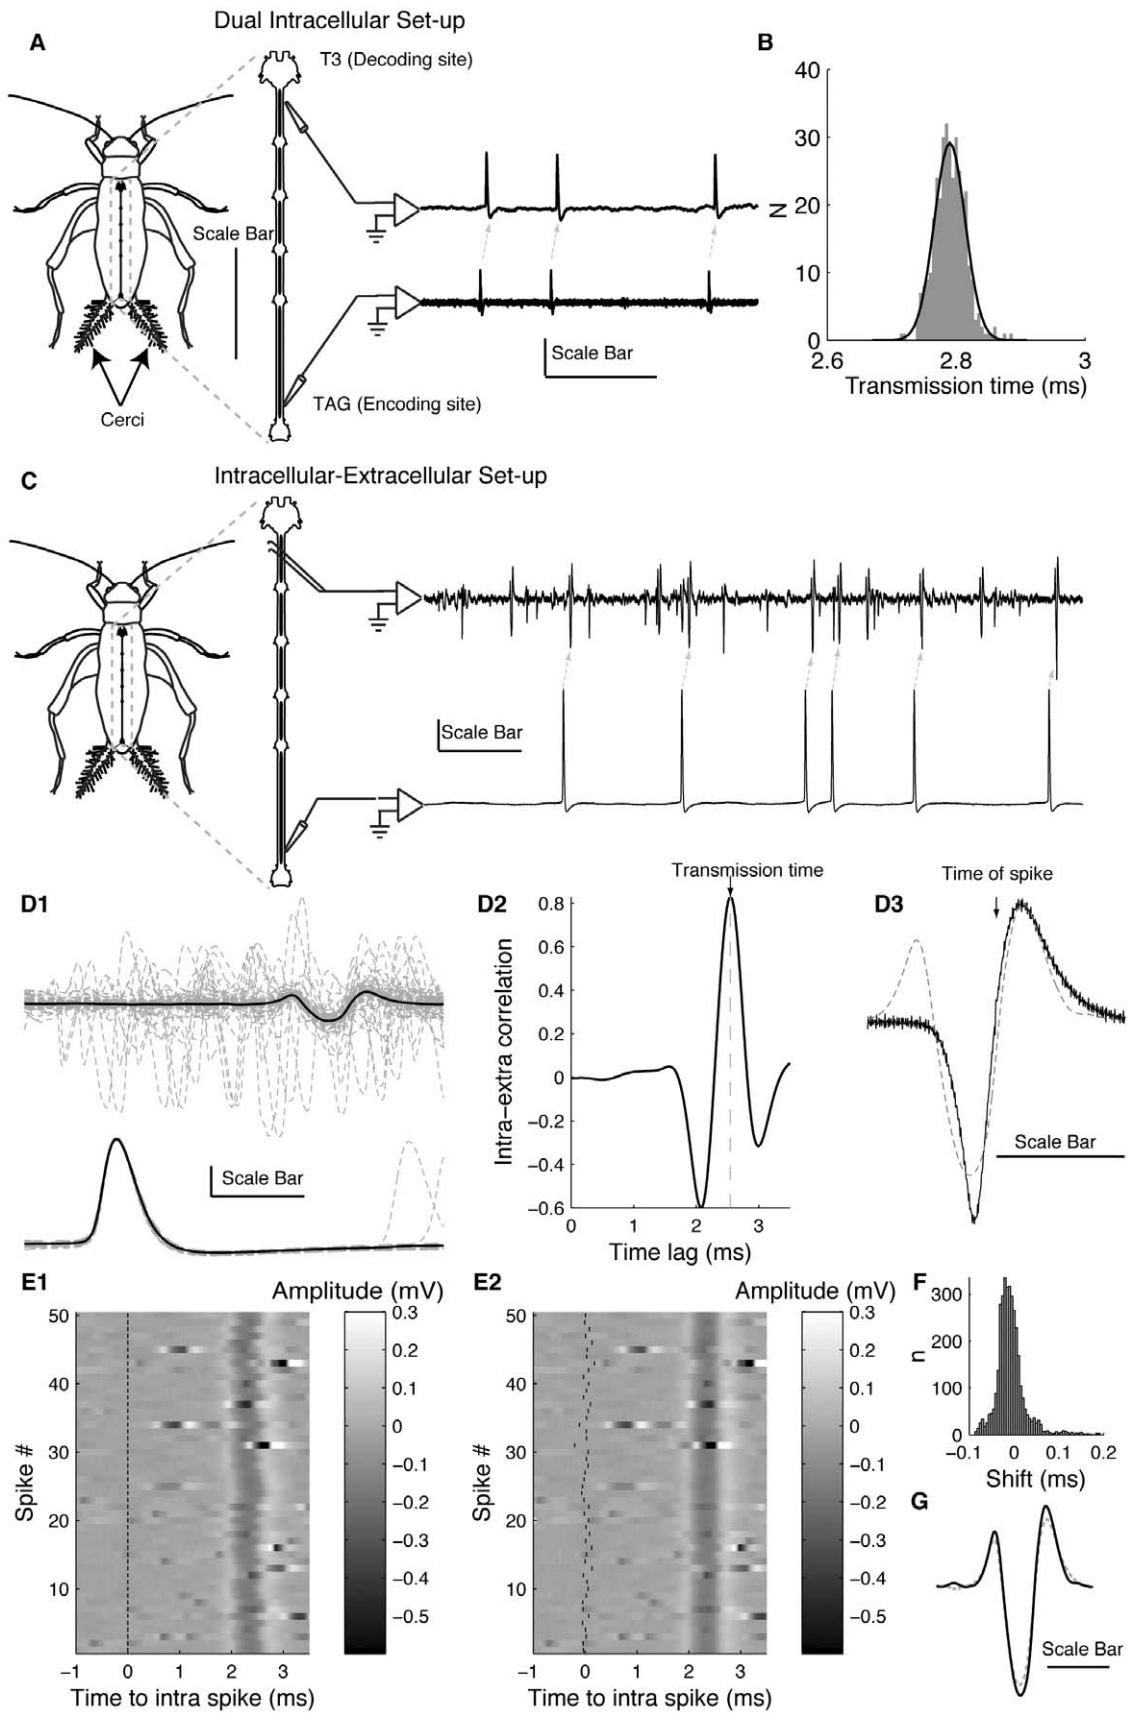 Dual Intracellular Set-up
A
T3 (Decoding site)
Scale Bar
Scale Bar
TAG (Encoding site)
Cerci
B
40
30
20
10
0
N
2.6
2.8
3
Transmission time (ms)
Intracellular-Extracellular Set-up
C
Scale Bar
D1
Scale Bar
D2
Transmission time
0.8
0.6
0.4
0.2
0
−0.2
−0.4
−0.6
Intra−extra correlation
0
1
2
3
Time lag (ms)
D3
Time of spike
Scale Bar
E1
Amplitude (mV)
50
40
30
20
10
Spike #
−1
0
1
2
3
Time to intra spike (ms)
0.3
0.2
0.1
0
−0.1
−0.2
−0.3
−0.4
−0.5
E2
Amplitude (mV)
50
40
30
20
10
Spike #
−1
0
1
2
3
Time to intra spike (ms)
0.3
0.2
0.1
0
−0.1
−0.2
−0.3
−0.4
−0.5
F
300
200
100
0
n
−0.1
0
0.1
0.2
Shift (ms)
G
Scale Bar